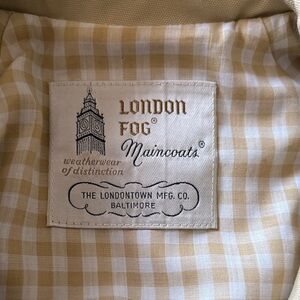 LONDON
FOG®
Maincoats®
weatherwear
of distinction
THE LONDONTOWN MFG. CO.
BALTIMORE